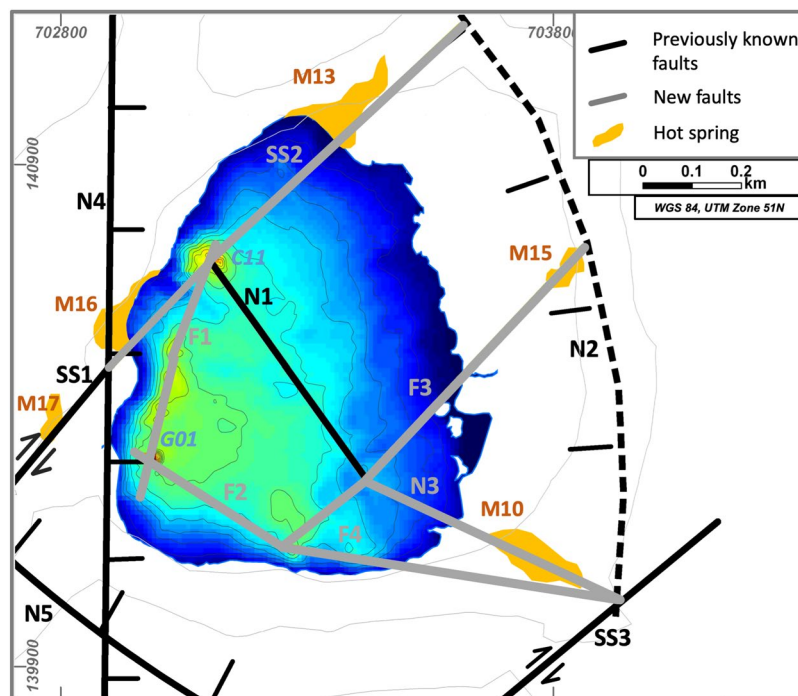 702800
703800
Previously known
faults
New faults
Hot spring
0
0.1
0.2
km
WGS 84, UTM Zone 51N
M13
SS2
140900
N4
C11
N1
M15
M16
F1
N2
SS1
F3
M17
G01
F2
N3
M10
F4
N5
SS3
139900